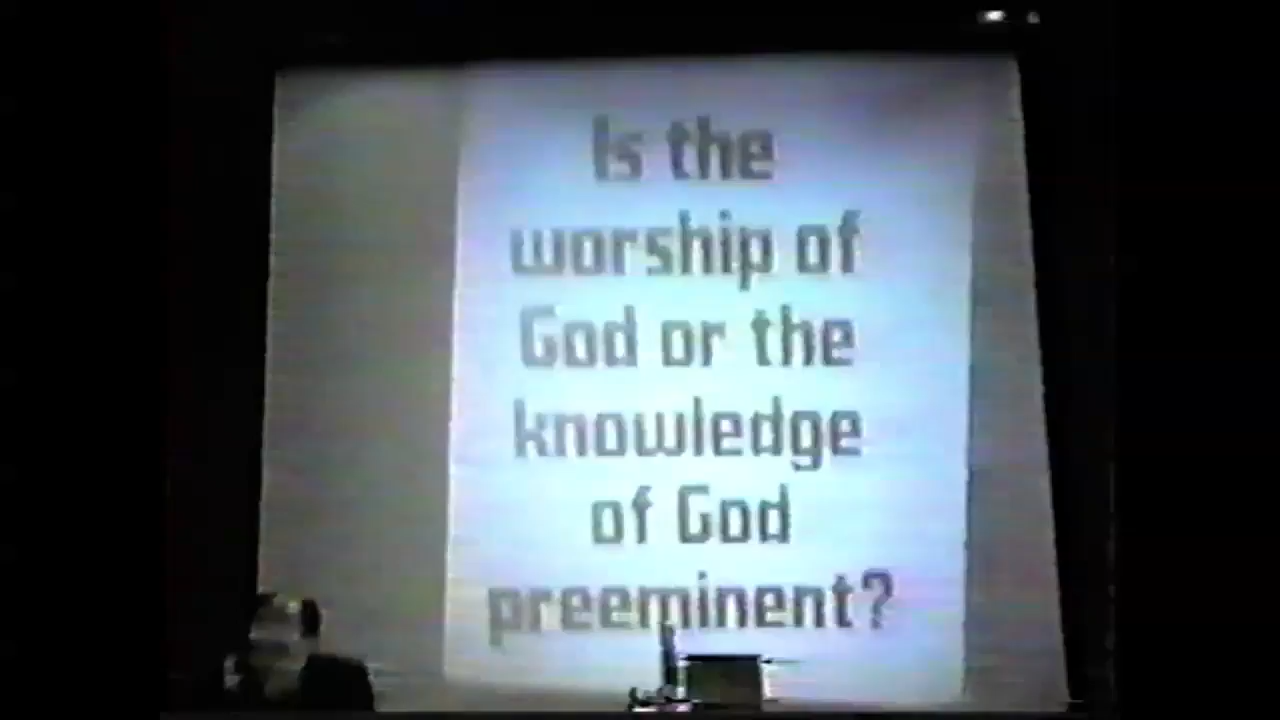 Is the
worship of
God or the
knowledge
of God
preeminent?